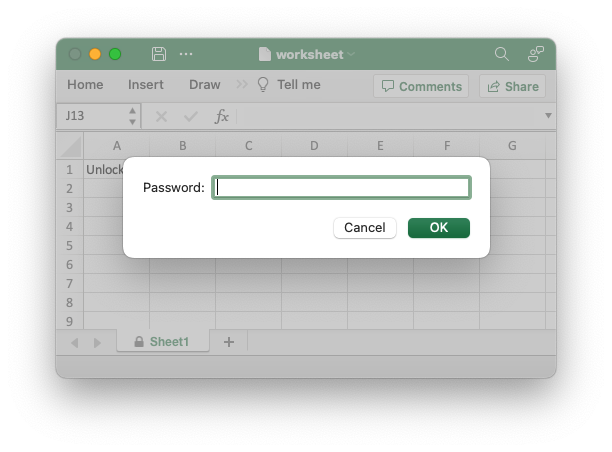 worksheet
Home Insert Draw Tell me Comments Share
J13 fx
A B C D E F G
1 Unlock
2
Password:
3
4
Cancel OK
5
6
7
8
9
Sheet1 +